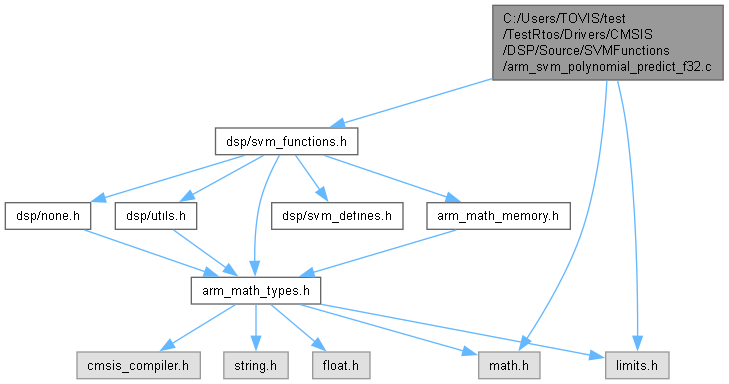 C:/Users/TOVIS/test
/TestRtos/Drivers/CMSIS
/DSP/Source/SVMFunctions
/arm_svm_polynomial_predict_f32.c
dsp/svm_functions.h
dsp/none.h
dsp/utils.h
dsp/svm_defines.h
arm_math_memory.h
arm_math_types.h
cmsis_compiler.h
string.h
float.h
math.h
limits.h